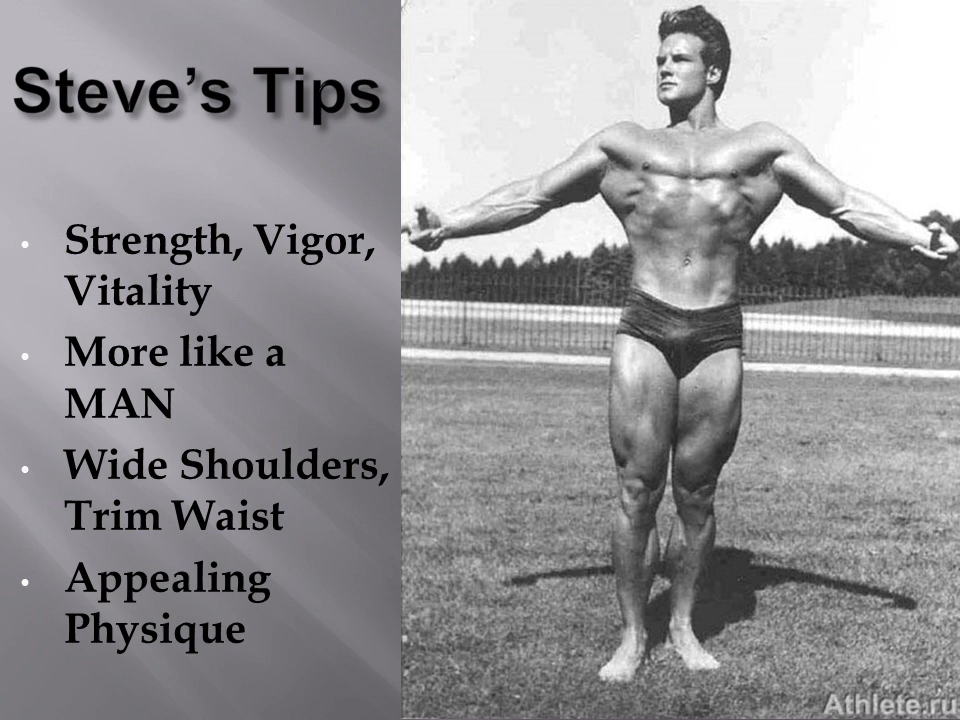 Steve’s Tips
• Strength, Vigor,
Vitality
• More like a
MAN
• Wide Shoulders,
Trim Waist
• Appealing
Physique
Athlete.ru